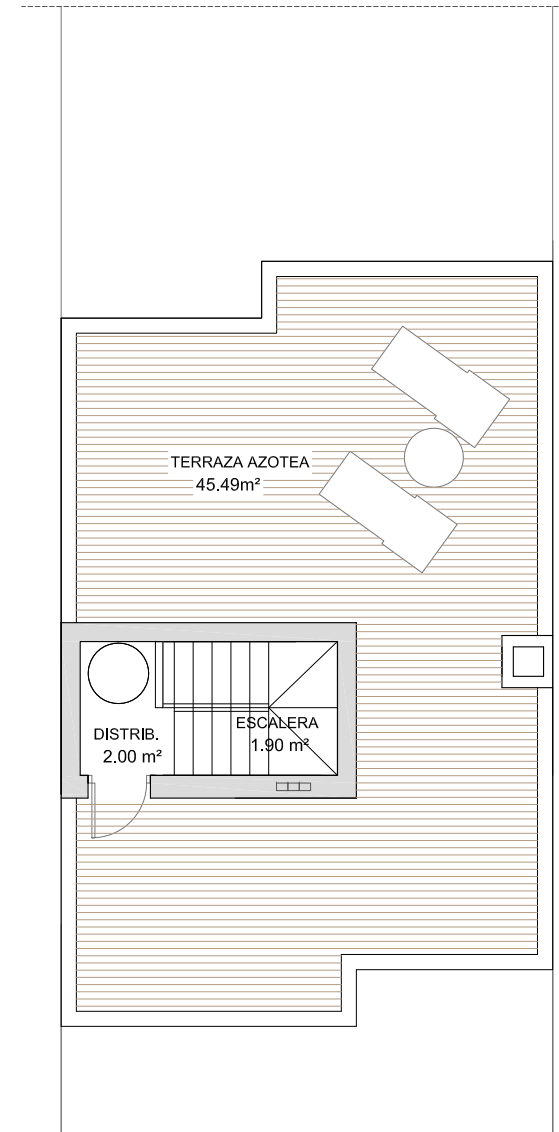 TERRAZA AZOTEA
45.49m²
DISTRIB.
2.00 m²
ESCALERA
1.90 m²